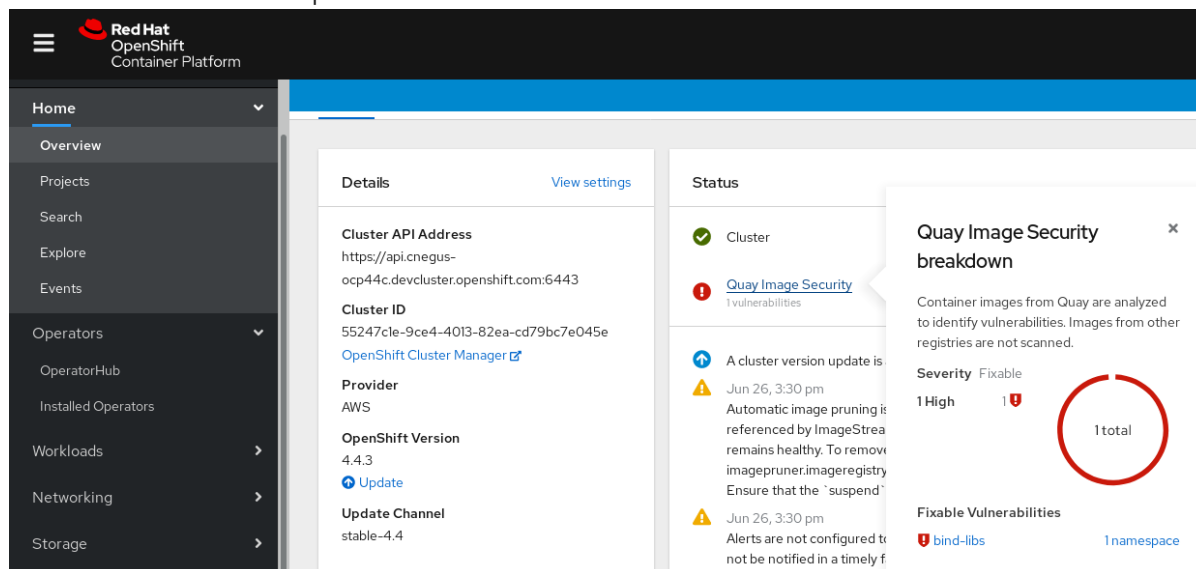 Red Hat
OpenShift
Container Platform
Home
Overview
Projects
Search
Explore
Events
Operators
OperatorHub
Installed Operators
Workloads
Networking
Storage
Details
View settings
Cluster API Address
https://api.cnegus-
ocp44c.devcluster.openshift.com:6443
Cluster ID
55247c1e-9ce4-4013-82ea-cd79bc7e045e
OpenShift Cluster Manager
Provider
AWS
OpenShift Version
4.4.3
Update
Update Channel
stable-4.4
Status
Cluster
Quay Image Security
1 vulnerabilities
A cluster version update is
Jun 26, 3:30 pm
Automatic image pruning is
referenced by ImageStrea
remains healthy. To remove
imagepruner.imageregistry
Ensure that the `suspend`
Jun 26, 3:30 pm
Alerts are not configured to
not be notified in a timely f
Quay Image Security
breakdown
Container images from Quay are analyzed
to identify vulnerabilities. Images from other
registries are not scanned.
Severity Fixable
1 High 1
1 total
Fixable Vulnerabilities
bind-libs 1 namespace